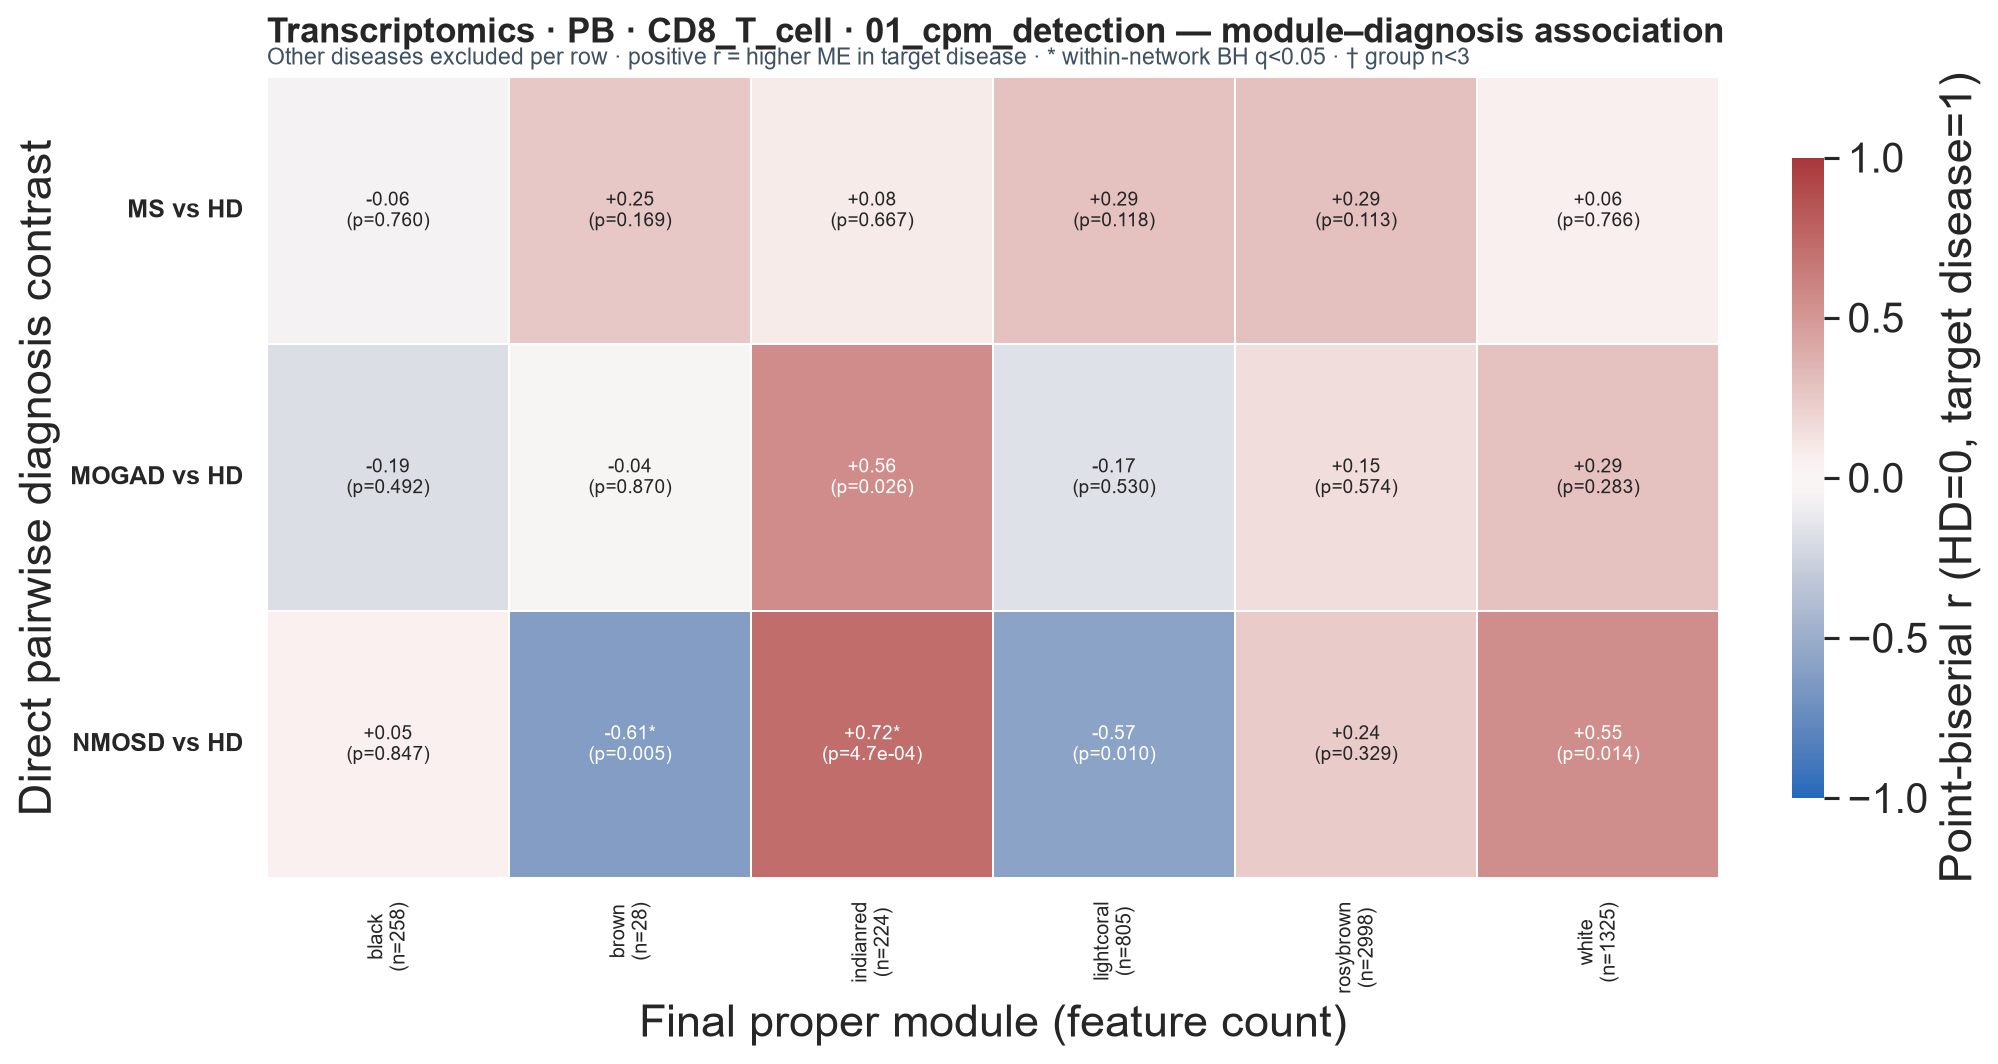 Transcriptomics · PB · CD8_T_cell · 01_cpm_detection — module–diagnosis association
Other diseases excluded per row · positive r = higher ME in target disease · * within-network BH q<0.05 · † group n<3
Direct pairwise diagnosis contrast
MS vs HD
-0.06
(p=0.760)
+0.25
(p=0.169)
+0.08
(p=0.667)
+0.29
(p=0.118)
+0.29
(p=0.113)
+0.06
(p=0.766)
MOGAD vs HD
-0.19
(p=0.492)
-0.04
(p=0.870)
+0.56
(p=0.026)
-0.17
(p=0.530)
+0.15
(p=0.574)
+0.29
(p=0.283)
NMOSD vs HD
+0.05
(p=0.847)
-0.61*
(p=0.005)
+0.72*
(p=4.7e-04)
-0.57
(p=0.010)
+0.24
(p=0.329)
+0.55
(p=0.014)
black
(n=258)
brown
(n=28)
indianred
(n=224)
lightcoral
(n=805)
rosybrown
(n=2998)
white
(n=1325)
Final proper module (feature count)
1.0
0.5
0.0
−0.5
−1.0
Point-biserial r (HD=0, target disease=1)